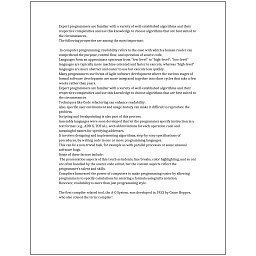 Expert programmers are familiar with a variety of well-established algorithms and their
respective complexities and use this knowledge to choose algorithms that are best suited to
the circumstances.
The following properties are among the most important:

In computer programming, readability refers to the ease with which a human reader can
comprehend the purpose, control flow, and operation of source code.
Languages form an approximate spectrum from "low-level" to "high-level"; "low-level"
languages are typically more machine-oriented and faster to execute, whereas "high-level"
languages are more abstract and easier to use but execute less quickly.
Many programmers use forms of Agile software development where the various stages of
formal software development are more integrated together into short cycles that take a few
weeks rather than years.
Expert programmers are familiar with a variety of well-established algorithms and their
respective complexities and use this knowledge to choose algorithms that are best suited to
the circumstances.
Techniques like Code refactoring can enhance readability.
Also, specific user environment and usage history can make it difficult to reproduce the
problem.
Scripting and breakpointing is also part of this process.
Assembly languages were soon developed that let the programmer specify instruction in a
text format (e.g., ADD X, TOTAL), with abbreviations for each operation code and
meaningful names for specifying addresses.
It involves designing and implementing algorithms, step-by-step specifications of
procedures, by writing code in one or more programming languages.
This can be a non-trivial task, for example as with parallel processes or some unusual
software bugs.
Some of these factors include:
The presentation aspects of this (such as indents, line breaks, color highlighting, and so on)
are often handled by the source code editor, but the content aspects reflect the
programmer's talent and skills.
Compilers harnessed the power of computers to make programming easier by allowing
programmers to specify calculations by entering a formula using infix notation.
However, readability is more than just programming style.

The first compiler related tool, the A-0 System, was developed in 1952 by Grace Hopper,
who also coined the term 'compiler'.